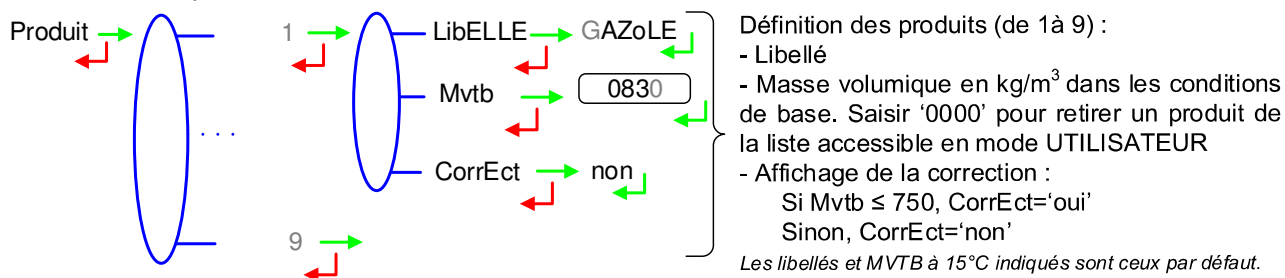 Produit
1
LibELLE
GAZoLE
Mvtb
0830
. . .
CorrEct
non
9
Définition des produits (de 1à 9) :
- Libellé
- Masse volumique en kg/m³ dans les conditions
de base. Saisir ‘0000’ pour retirer un produit de
la liste accessible en mode UTILISATEUR
- Affichage de la correction :
Si Mvtb ≤ 750, CorrEct=‘oui’
Sinon, CorrEct=‘non’
Les libellés et MVTB à 15°C indiqués sont ceux par défaut.